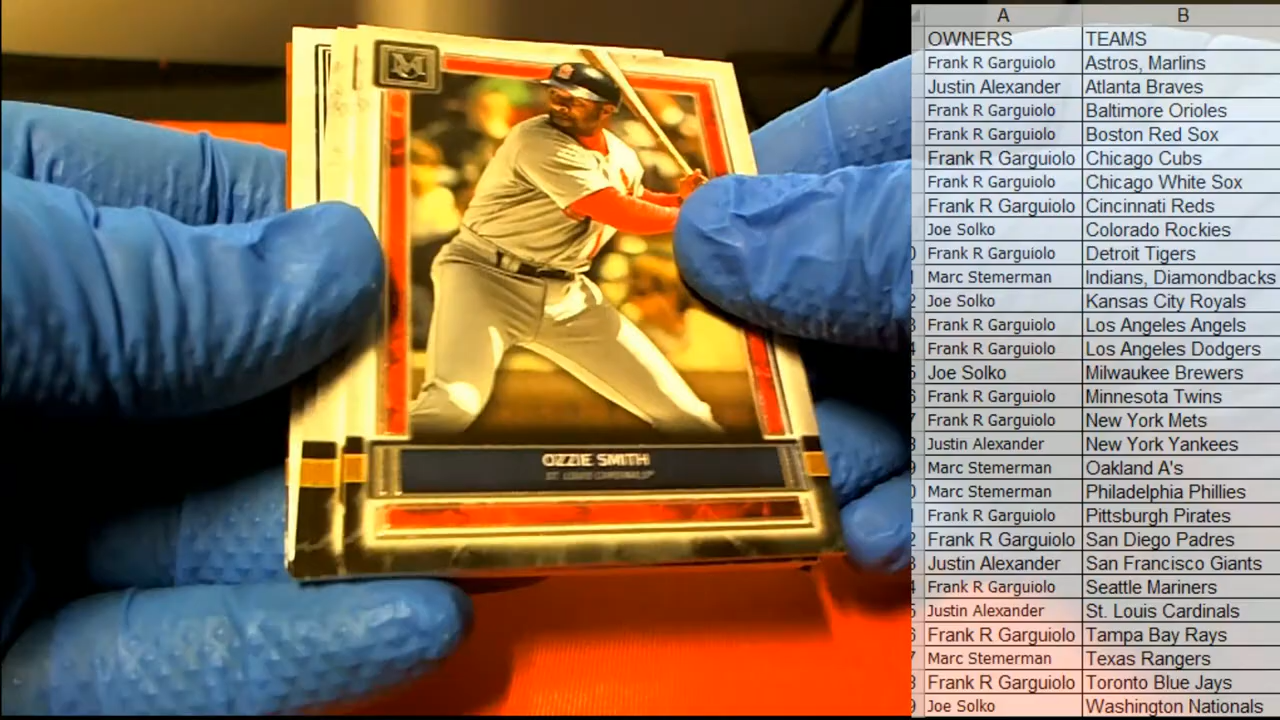 OZZIE SMITH
ST. LOUIS CARDINALS
A B
OWNERS TEAMS
Frank R Garguiolo Astros, Marlins
Justin Alexander Atlanta Braves
Frank R Garguiolo Baltimore Orioles
Frank R Garguiolo Boston Red Sox
Frank R Garguiolo Chicago Cubs
Frank R Garguiolo Chicago White Sox
Frank R Garguiolo Cincinnati Reds
Joe Solko Colorado Rockies
Frank R Garguiolo Detroit Tigers
Marc Stemerman Indians, Diamondbacks
Joe Solko Kansas City Royals
Frank R Garguiolo Los Angeles Angels
Frank R Garguiolo Los Angeles Dodgers
Joe Solko Milwaukee Brewers
Frank R Garguiolo Minnesota Twins
Frank R Garguiolo New York Mets
Justin Alexander New York Yankees
Marc Stemerman Oakland A's
Marc Stemerman Philadelphia Phillies
Frank R Garguiolo Pittsburgh Pirates
Frank R Garguiolo San Diego Padres
Justin Alexander San Francisco Giants
Frank R Garguiolo Seattle Mariners
Justin Alexander St. Louis Cardinals
Frank R Garguiolo Tampa Bay Rays
Marc Stemerman Texas Rangers
Frank R Garguiolo Toronto Blue Jays
Joe Solko Washington Nationals